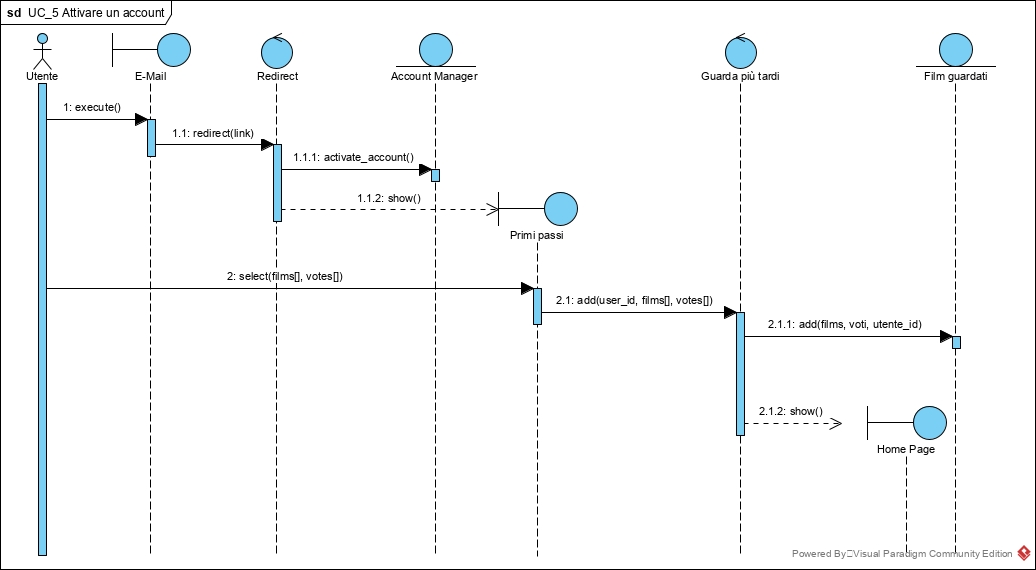 sd UC_5 Attivare un account
Utente
E-Mail
Redirect
Account Manager
Guarda più tardi
Film guardati
1: execute()
1.1: redirect(link)
1.1.1: activate_account()
1.1.2: show()
Primi passi
2: select(films[], votes[])
2.1: add(user_id, films[], votes[])
2.1.1: add(films, voti, utente_id)
2.1.2: show()
Home Page
Powered By Visual Paradigm Community Edition